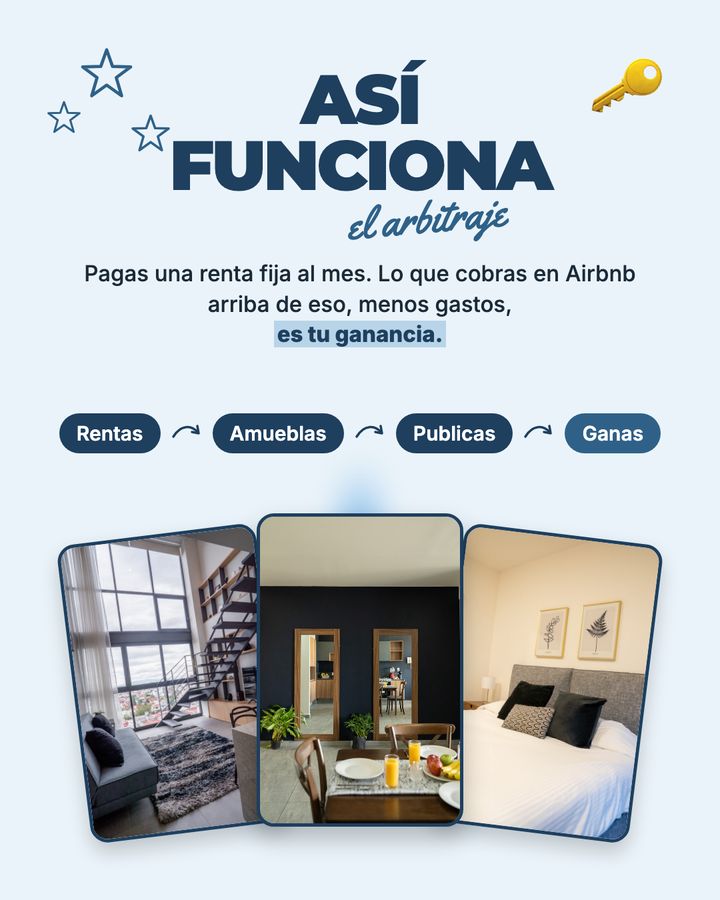 ASÍ
FUNCIONA
el arbitraje
Pagas una renta fija al mes. Lo que cobras en Airbnb
arriba de eso, menos gastos,
es tu ganancia.
Rentas Amueblas Publicas Ganas